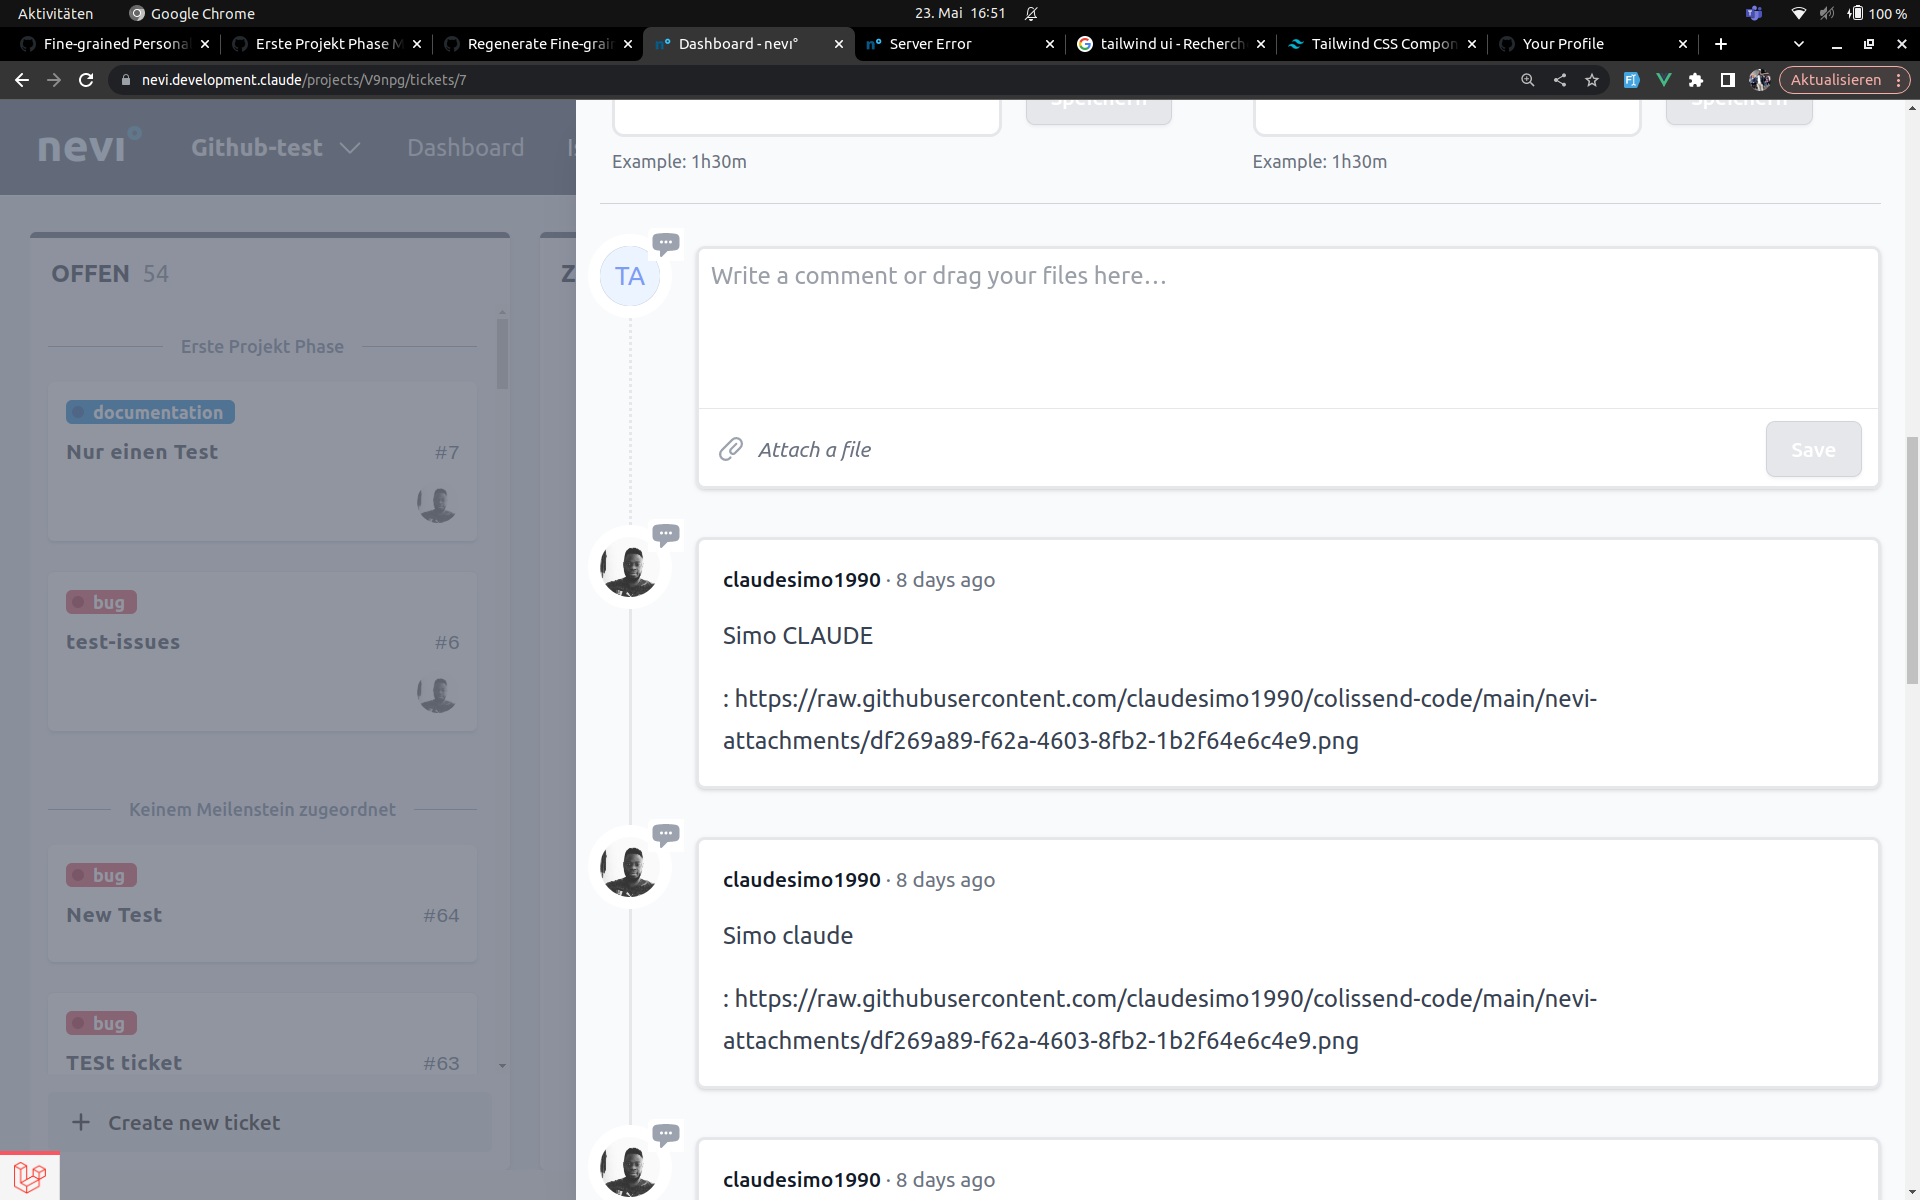 Aktivitäten
Google Chrome
23. Mai 16:51
100 %
Fine-grained Persona
Erste Projekt Phase M
Regenerate Fine-grai
Dashboard - nevi°
Server Error
tailwind ui - Recherch
Tailwind CSS Compon
Your Profile
nevi.development.claude/projects/V9npg/tickets/7
Aktualisieren
nevi°
Github-test
Dashboard
Speichern
Speichern
Example: 1h30m
Example: 1h30m
OFFEN 54
Z
Erste Projekt Phase
documentation
Nur einen Test #7
bug
test-issues #6
Keinem Meilenstein zugeordnet
bug
New Test #64
bug
TESt ticket #63
+ Create new ticket
TA
Write a comment or drag your files here…
Attach a file
Save
claudesimo1990 · 8 days ago
Simo CLAUDE
: https://raw.githubusercontent.com/claudesimo1990/colissend-code/main/nevi-
attachments/df269a89-f62a-4603-8fb2-1b2f64e6c4e9.png
claudesimo1990 · 8 days ago
Simo claude
: https://raw.githubusercontent.com/claudesimo1990/colissend-code/main/nevi-
attachments/df269a89-f62a-4603-8fb2-1b2f64e6c4e9.png
claudesimo1990 · 8 days ago